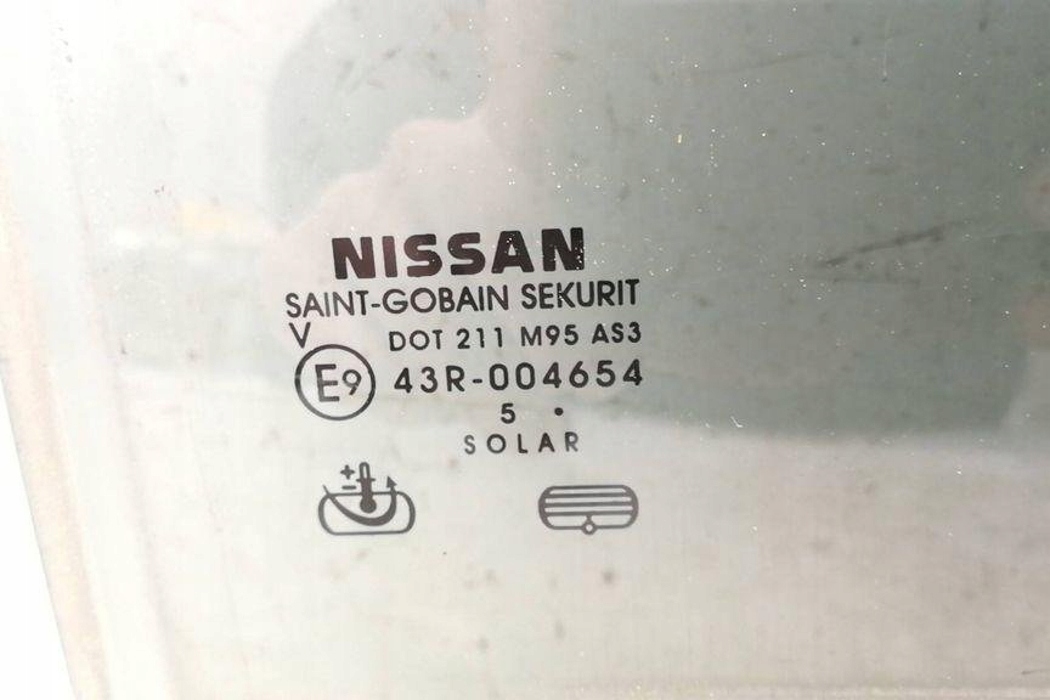 NISSAN
SAINT-GOBAIN SEKURIT
V DOT 211 M95 AS3
E9 43R-004654
5 •
SOLAR
+
-